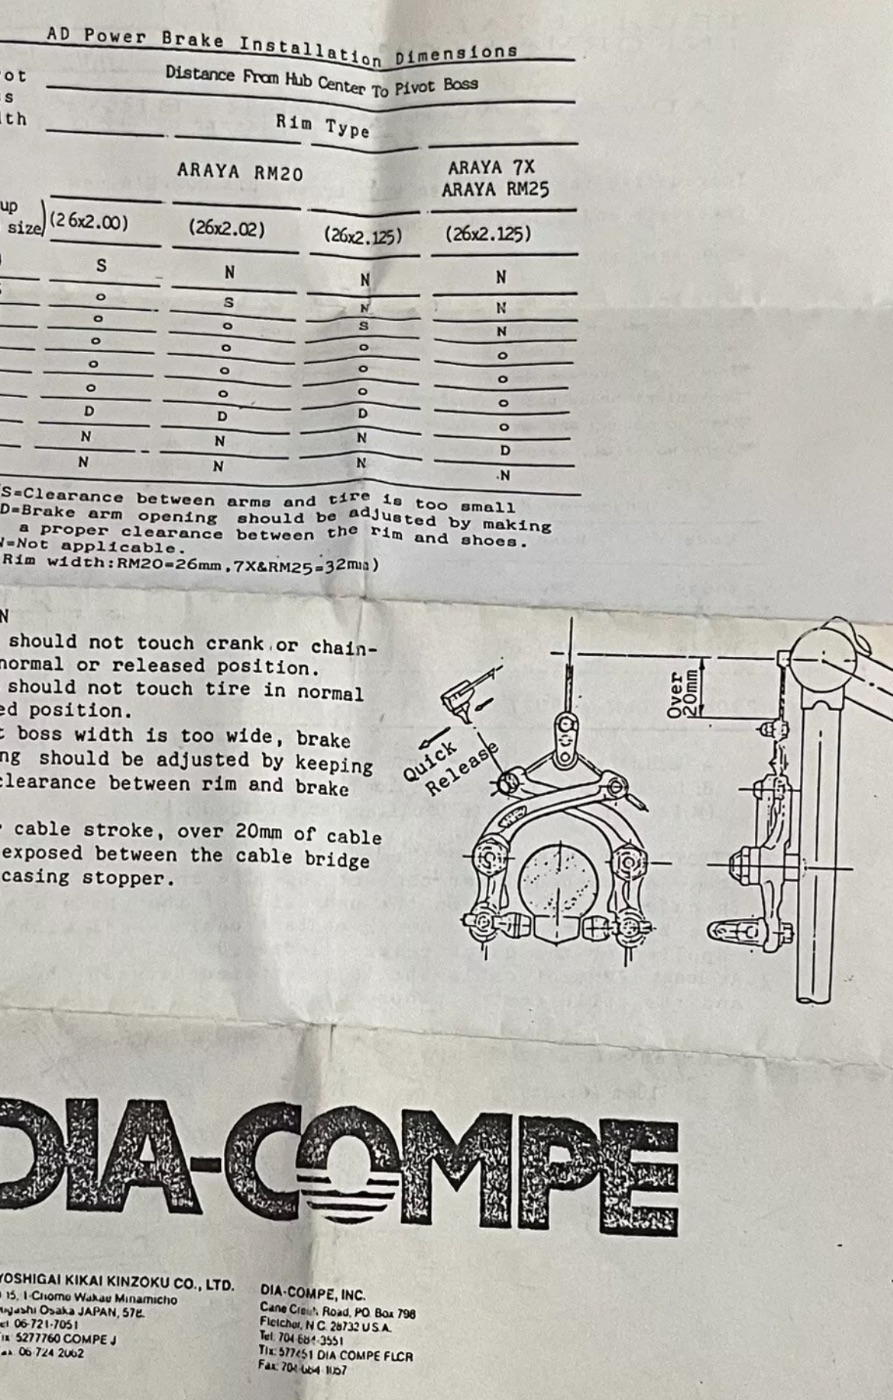 AD Power Brake Installation Dimensions
ot Distance From Hub Center To Pivot Boss
s
th Rim Type
ARAYA RM20 ARAYA 7X
ARAYA RM25
up
size) (26x2.00) (26x2.02) (26x2.125) (26x2.125)
S N N N
o S N N
o o S N
o o o o
o o o o
o o o o
D D D o
N N N D
N N N N
S=Clearance between arms and tire is too small
D=Brake arm opening should be adjusted by making
a proper clearance between the rim and shoes.
N=Not applicable.
Rim width:RM20=26mm,7X&RM25=32mm)
N
should not touch crank or chain-
normal or released position.
should not touch tire in normal
ed position.
t boss width is too wide, brake
ng should be adjusted by keeping
clearance between rim and brake
r cable stroke, over 20mm of cable
exposed between the cable bridge
casing stopper.
Quick
Release
Over
20mm
DIA-COMPE
YOSHIGAI KIKAI KINZOKU CO., LTD.
15, 1-Chome Wakae Minamicho
Osaka JAPAN, 578
06-721-7051
5277760 COMPE J
06 724 2062
DIA-COMPE, INC.
Cane Creek Road, P.O. Box 798
Fletcher, N.C. 28732 U.S.A.
Tel: 704-684-3551
Tlx: 577451 DIA COMPE FLCR
Fax: 704-684-1057